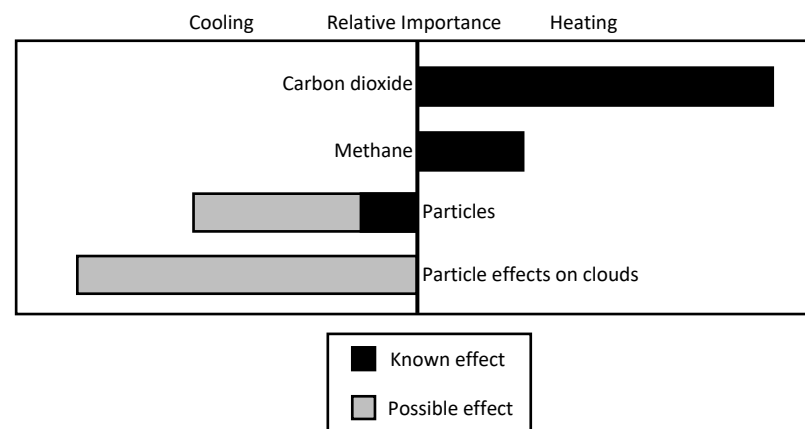 Cooling Relative Importance Heating
Carbon dioxide
Methane
Particles
Particle effects on clouds
Known effect
Possible effect